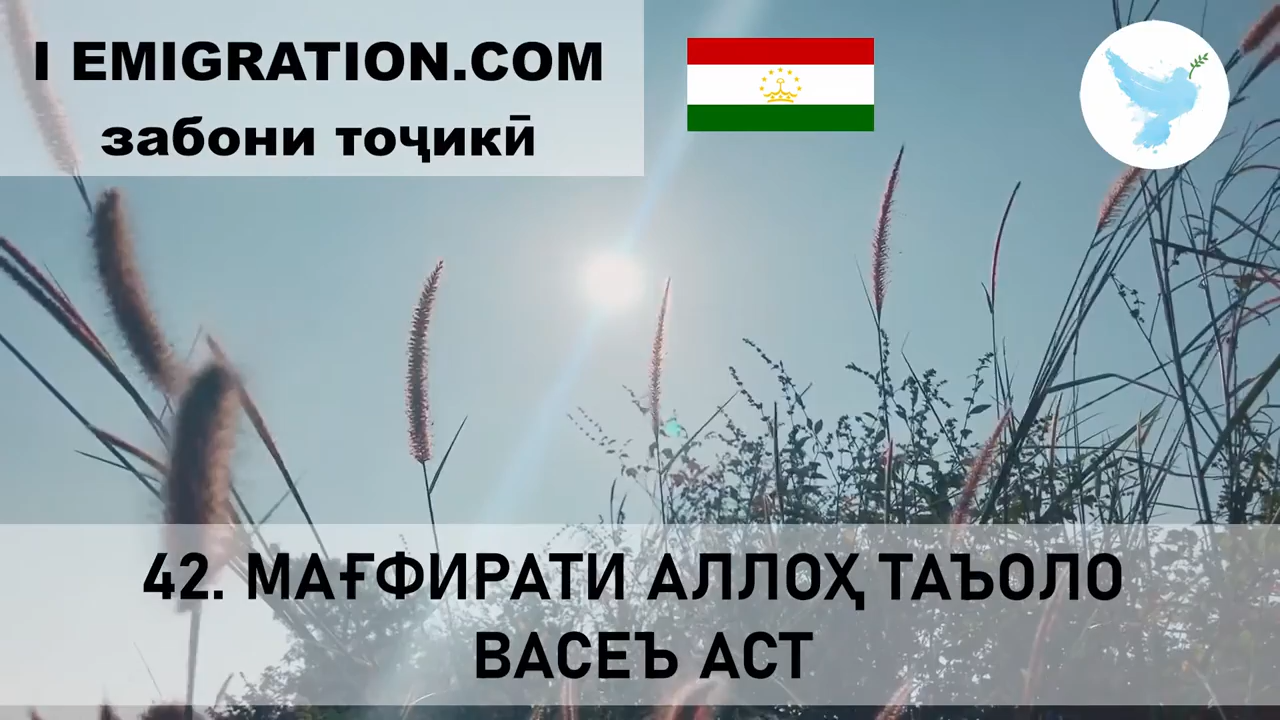 I EMIGRATION.COM
забони тоҷикӣ
42. МАҒФИРАТИ АЛЛОҲ ТАЪОЛО
ВАСЕЪ АСТ